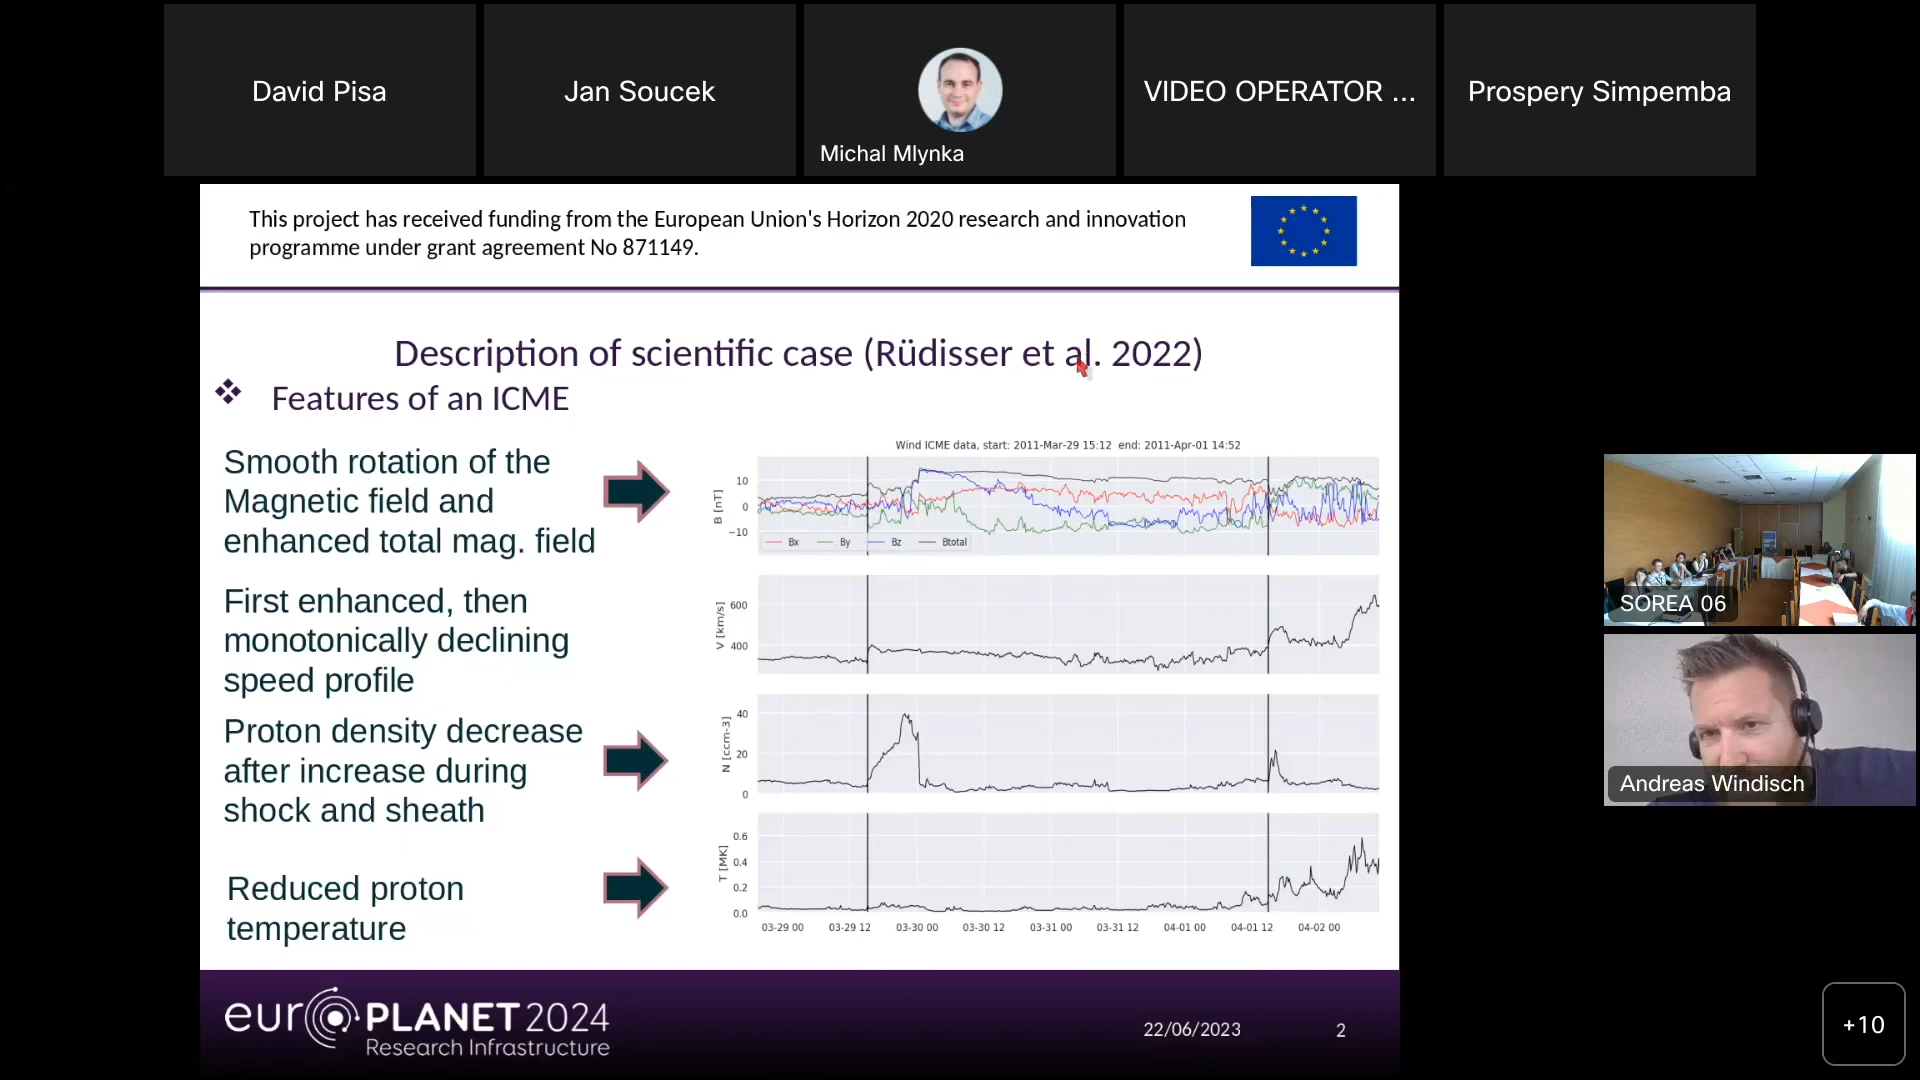 David Pisa
Jan Soucek
Michal Mlynka
VIDEO OPERATOR ...
Prospery Simpemba
This project has received funding from the European Union's Horizon 2020 research and innovation
programme under grant agreement No 871149.
Description of scientific case (Rüdisser et al. 2022)
Features of an ICME
Smooth rotation of the
Magnetic field and
enhanced total mag. field
First enhanced, then
monotonically declining
speed profile
Proton density decrease
after increase during
shock and sheath
Reduced proton
temperature
Wind ICME data, start: 2011-Mar-29 15:12 end: 2011-Apr-01 14:52
B [nT]
10
0
−10
Bx By Bz Btotal
V [km/s]
600
400
N [ccm-3]
40
20
0
T [MK]
0.6
0.4
0.2
0.0
03-29 00 03-29 12 03-30 00 03-30 12 03-31 00 03-31 12 04-01 00 04-01 12 04-02 00
euroPLANET2024
Research Infrastructure
22/06/2023
2
SOREA 06
Andreas Windisch
+10